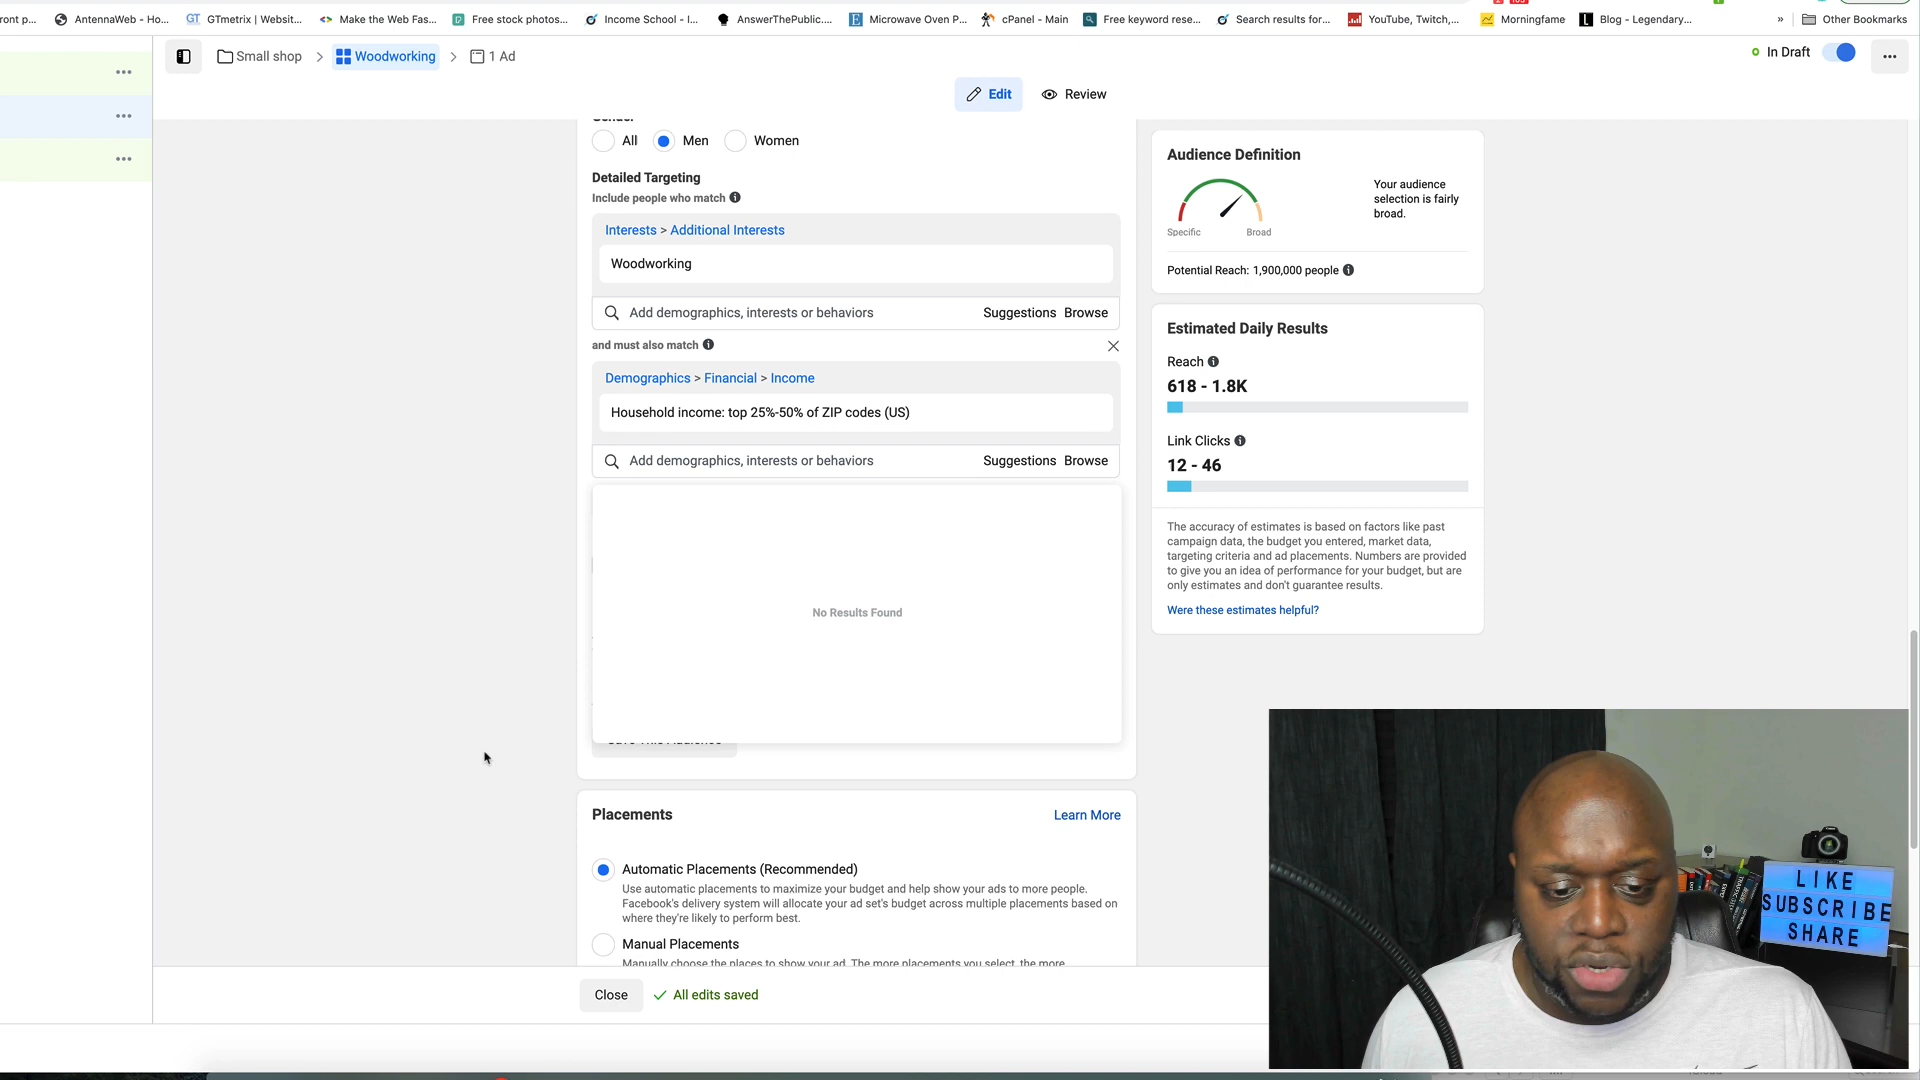 ront p...
AntennaWeb - Ho...
GT GTmetrix | Websit...
Make the Web Fas...
Free stock photos...
Income School - I...
AnswerThePublic....
Microwave Oven P...
cPanel - Main
Free keyword rese...
Search results for...
YouTube, Twitch,...
Morningfame
Blog - Legendary...
»
Other Bookmarks
Small shop > Woodworking > 1 Ad
In Draft
Edit
Review
Gender
All
Men
Women
Detailed Targeting
Include people who match
Interests > Additional Interests
Woodworking
Add demographics, interests or behaviors
Suggestions
Browse
and must also match
Demographics > Financial > Income
Household income: top 25%-50% of ZIP codes (US)
Add demographics, interests or behaviors
Suggestions
Browse
No Results Found
Save This Audience
Placements
Learn More
Automatic Placements (Recommended)
Use automatic placements to maximize your budget and help show your ads to more people.
Facebook's delivery system will allocate your ad set's budget across multiple placements based on
where they're likely to perform best.
Manual Placements
Manually choose the places to show your ad. The more placements you select, the more
Close
All edits saved
Audience Definition
Your audience
selection is fairly
broad.
Specific
Broad
Potential Reach: 1,900,000 people
Estimated Daily Results
Reach
618 - 1.8K
Link Clicks
12 - 46
The accuracy of estimates is based on factors like past
campaign data, the budget you entered, market data,
targeting criteria and ad placements. Numbers are provided
to give you an idea of performance for your budget, but are
only estimates and don't guarantee results.
Were these estimates helpful?
LIKE
SUBSCRIBE
SHARE